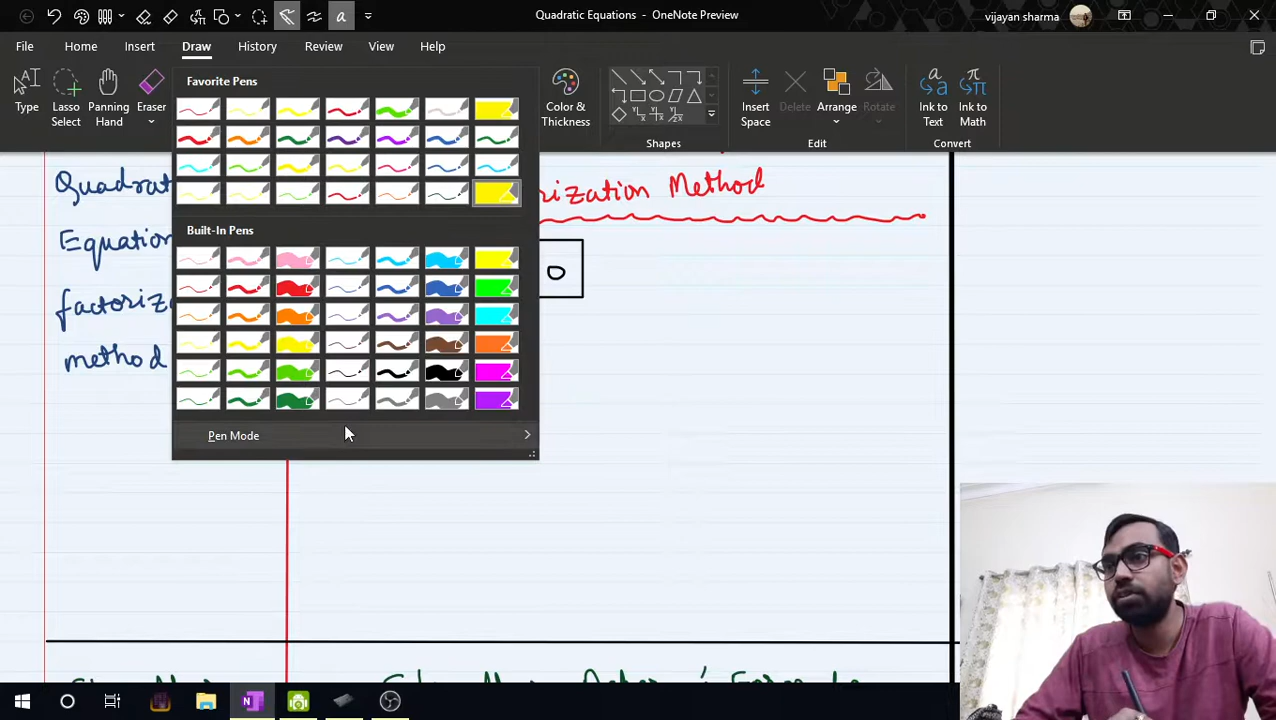 Quadratic Equations - OneNote Preview
vijayan sharma
File Home Insert Draw History Review View Help
Type
Lasso Select
Panning Hand
Eraser
Favorite Pens
Built-In Pens
Pen Mode
Color & Thickness
Shapes
Insert Space
Delete
Arrange
Rotate
Edit
Ink to Text
Ink to Math
Convert
Quadrat
rization Method
Equation
0
factoriz
method